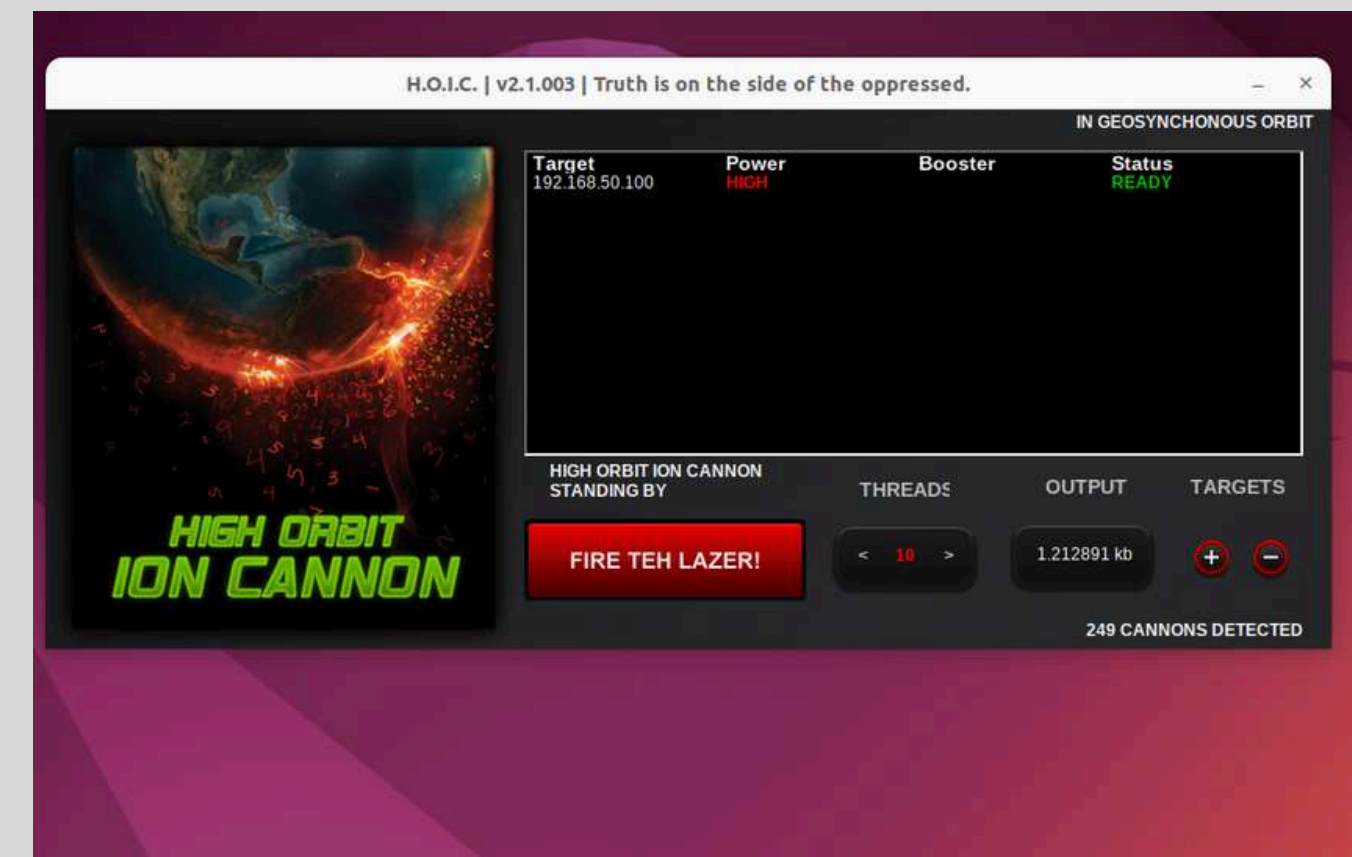 H.O.I.C. | v2.1.003 | Truth is on the side of the oppressed.
IN GEOSYNCHONOUS ORBIT
Target Power Booster Status
192.168.50.100 HIGH READY
HIGH ORBIT
ION CANNON
HIGH ORBIT ION CANNON
STANDING BY
THREADS OUTPUT TARGETS
FIRE TEH LAZER! < 10 > 1.212891 kb + −
249 CANNONS DETECTED